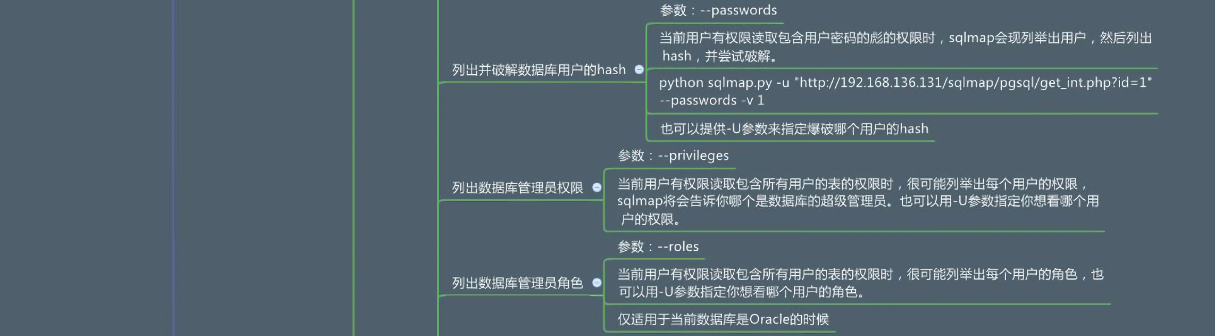 参数：--passwords
当前用户有权限读取包含用户密码的彪的权限时，sqlmap会现列举出用户，然后列出
hash，并尝试破解。
列出并破解数据库用户的hash
python sqlmap.py -u "http://192.168.136.131/sqlmap/pgsql/get_int.php?id=1"
--passwords -v 1
也可以提供-U参数来指定爆破哪个用户的hash
参数：--privileges
列出数据库管理员权限
当前用户有权限读取包含所有用户的表的权限时，很可能列举出每个用户的权限，
sqlmap将会告诉你哪个是数据库的超级管理员。也可以用-U参数指定你想看哪个用
户的权限。
参数：--roles
列出数据库管理员角色
当前用户有权限读取包含所有用户的表的权限时，很可能列举出每个用户的角色，也
可以用-U参数指定你想看哪个用户的角色。
仅适用于当前数据库是Oracle的时候